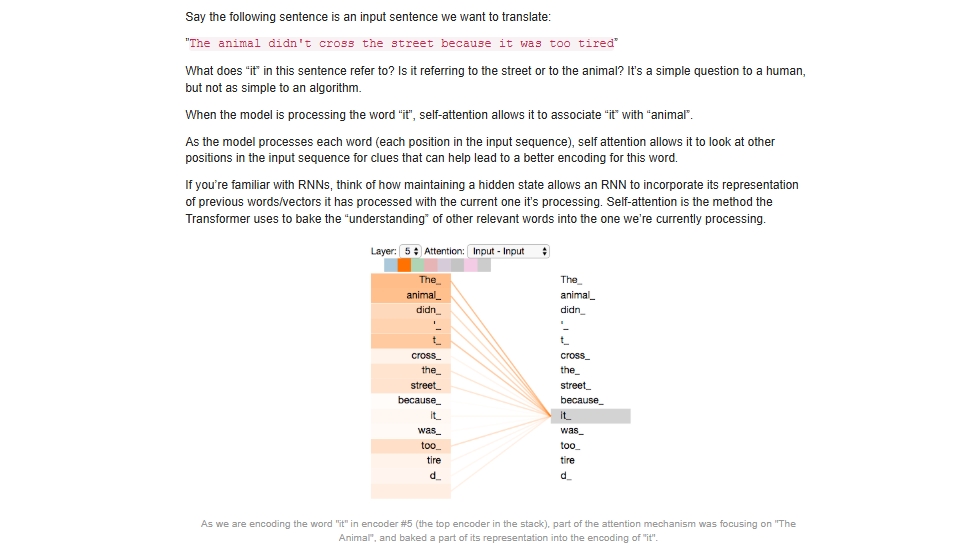 Say the following sentence is an input sentence we want to translate:
"The animal didn't cross the street because it was too tired"
What does “it” in this sentence refer to? Is it referring to the street or to the animal? It’s a simple question to a human,
but not as simple to an algorithm.
When the model is processing the word “it”, self-attention allows it to associate “it” with “animal”.
As the model processes each word (each position in the input sequence), self attention allows it to look at other
positions in the input sequence for clues that can help lead to a better encoding for this word.
If you’re familiar with RNNs, think of how maintaining a hidden state allows an RNN to incorporate its representation
of previous words/vectors it has processed with the current one it’s processing. Self-attention is the method the
Transformer uses to bake the “understanding” of other relevant words into the one we’re currently processing.
Layer: 5 Attention: Input - Input
The_ The_
animal_ animal_
didn_ didn_
'_ '_
t_ t_
cross_ cross_
the_ the_
street_ street_
because_ because_
it_ it_
was_ was_
too_ too_
tire tire
d_ d_
As we are encoding the word "it" in encoder #5 (the top encoder in the stack), part of the attention mechanism was focusing on "The
Animal", and baked a part of its representation into the encoding of "it".